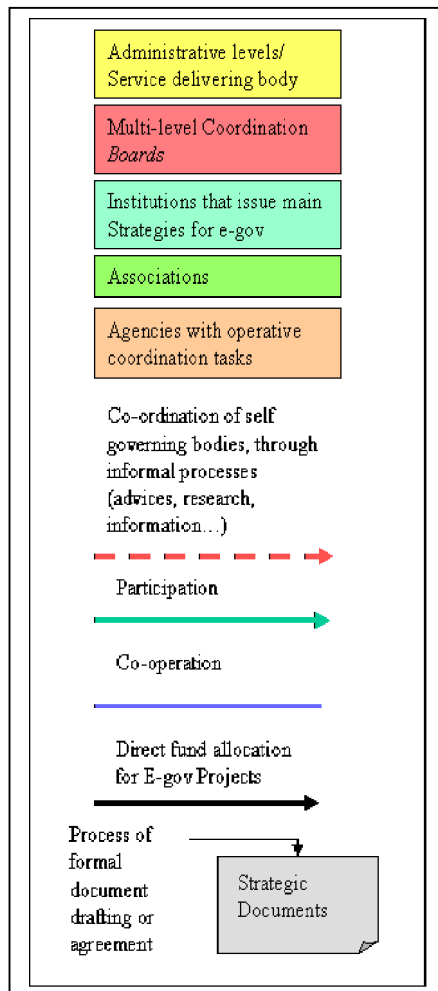 Administrative levels/
Service delivering body
Multi-level Coordination
Boards
Institutions that issue main
Strategies for e-gov
Associations
Agencies with operative
coordination tasks
Co-ordination of self
governing bodies, through
informal processes
(advices, research,
information...)
Participation
Co-operation
Direct fund allocation
for E-gov Projects
Process of
formal
document
drafting or
agreement
Strategic
Documents